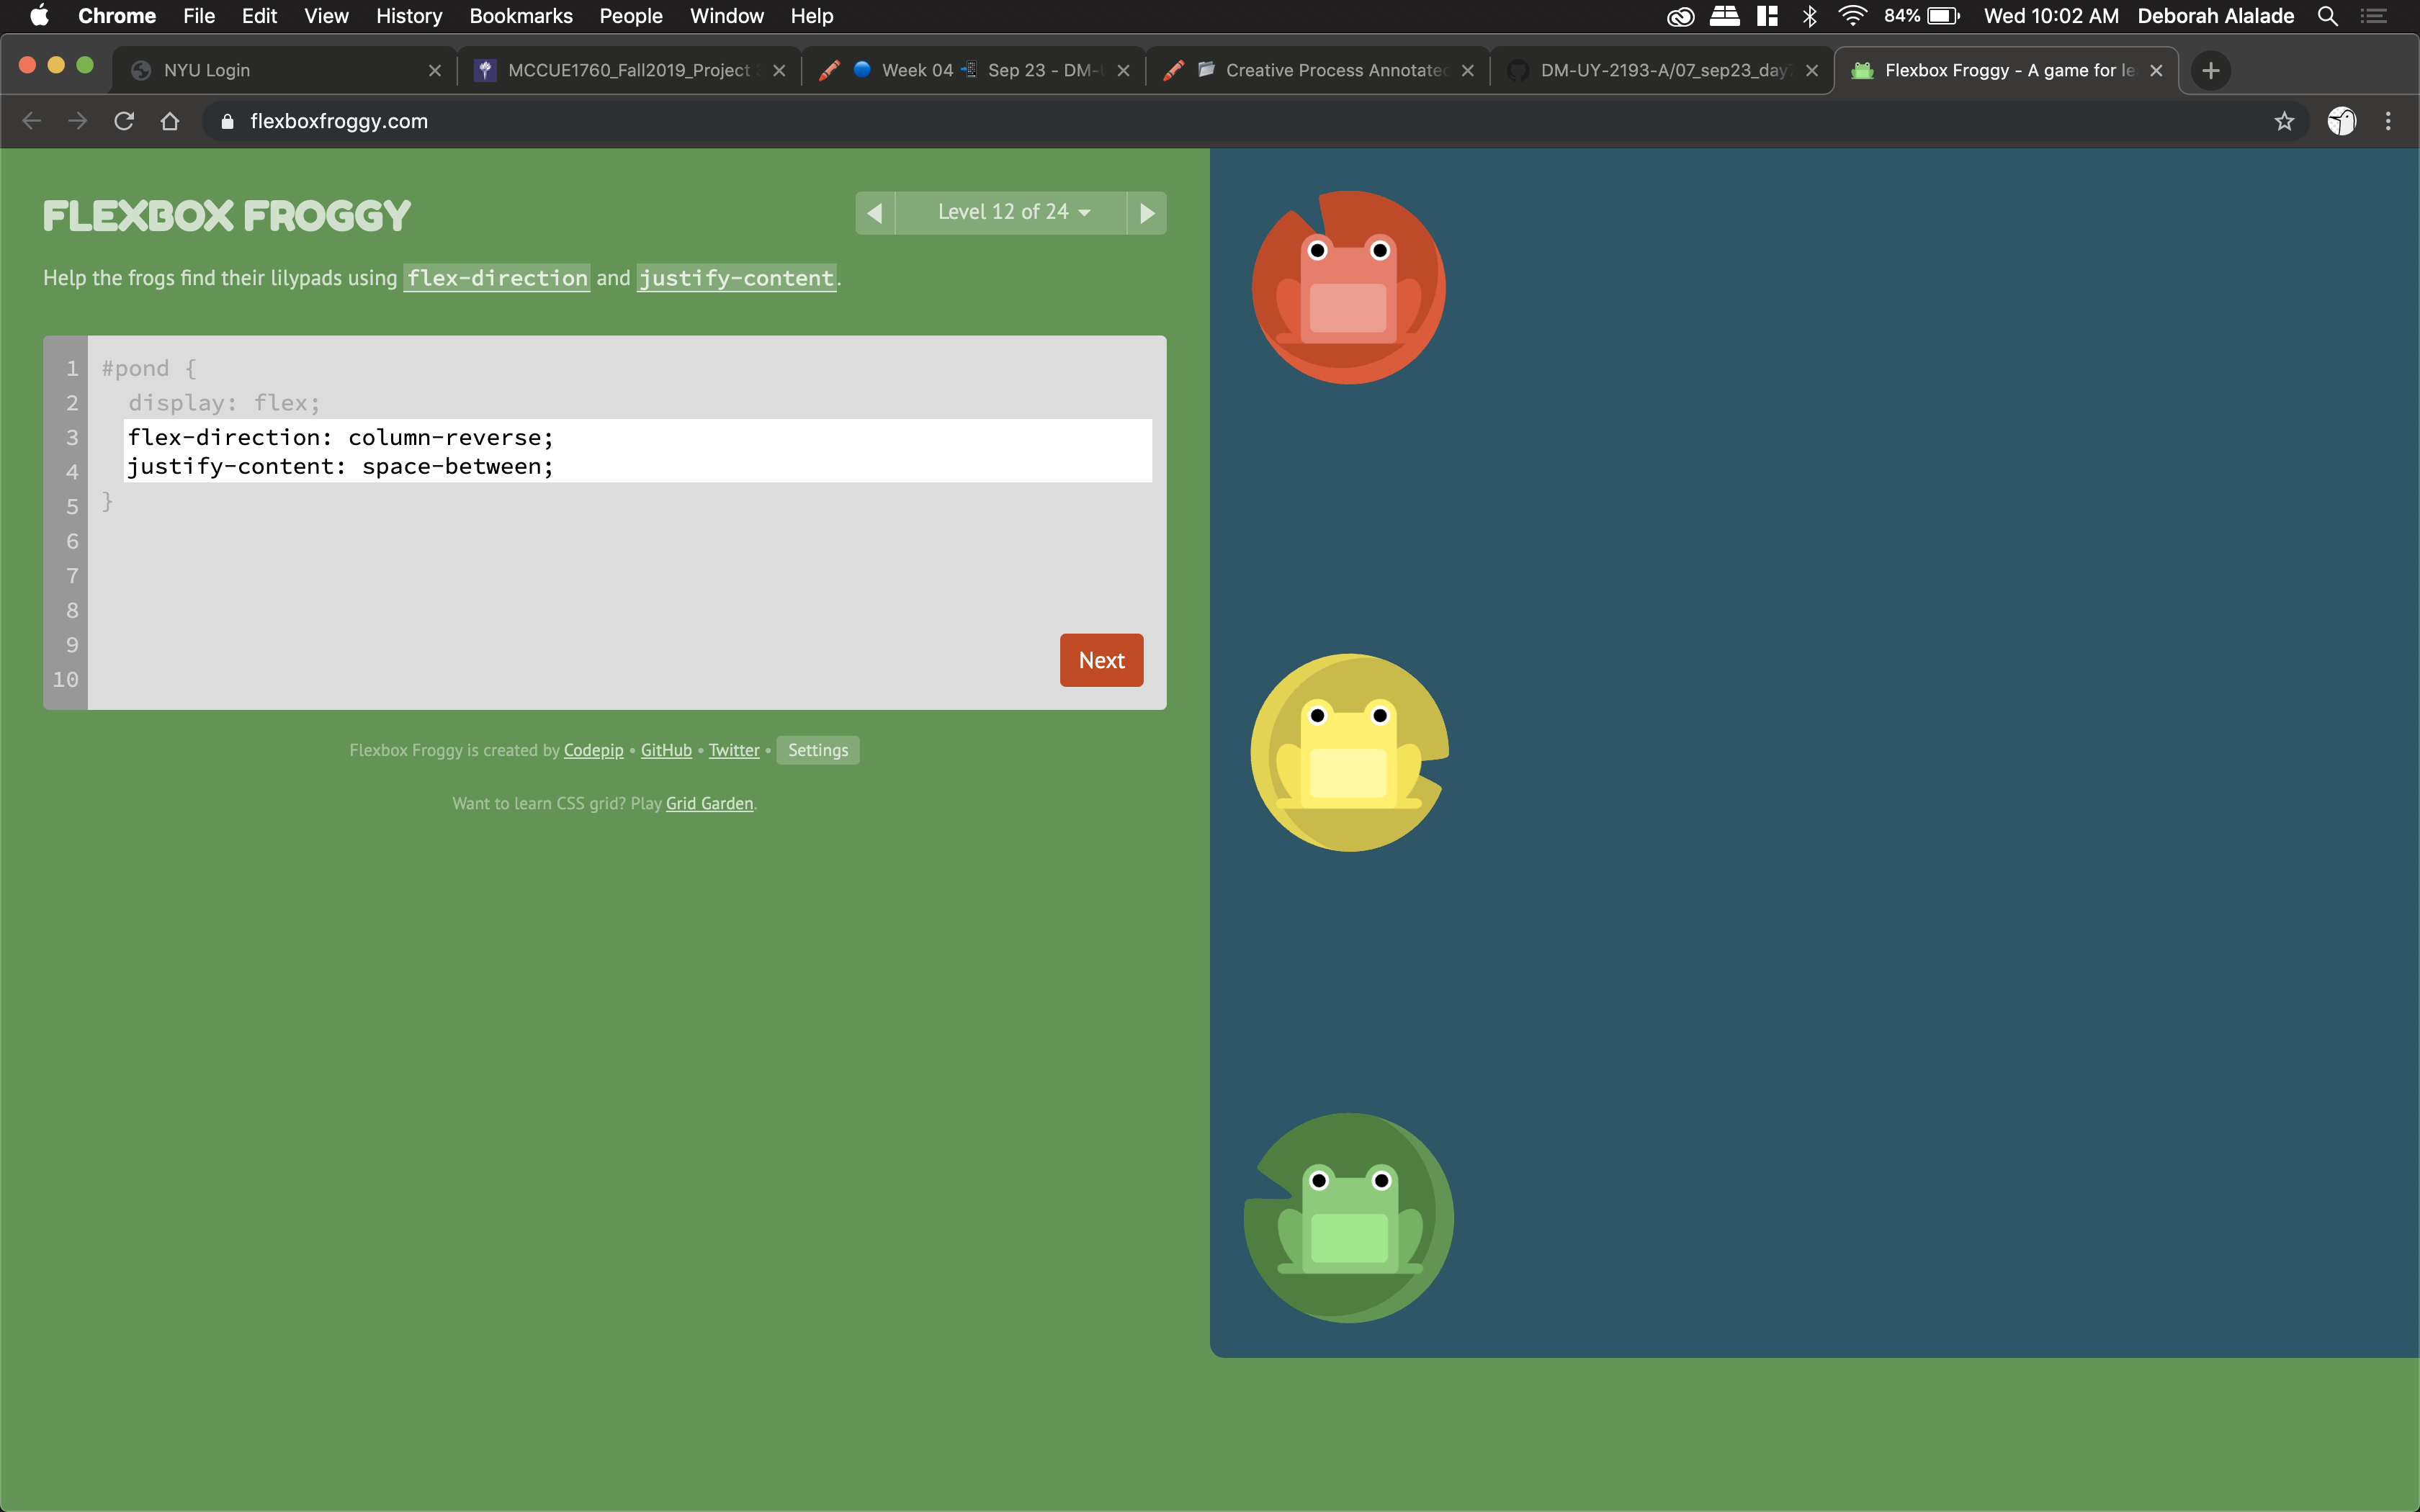 Chrome File Edit View History Bookmarks People Window Help 84% Wed 10:02 AM Deborah Alalade
NYU Login MCCUE1760_Fall2019_Project Week 04 Sep 23 - DM- Creative Process Annotated DM-UY-2193-A/07_sep23_day7 Flexbox Froggy - A game for le
flexboxfroggy.com
FLEXBOX FROGGY
Level 12 of 24
Help the frogs find their lilypads using flex-direction and justify-content.
1 #pond {
2 display: flex;
3 flex-direction: column-reverse;
4 justify-content: space-between;
5 }
6
7
8
9
10
Next
Flexbox Froggy is created by Codepip • GitHub • Twitter • Settings
Want to learn CSS grid? Play Grid Garden.